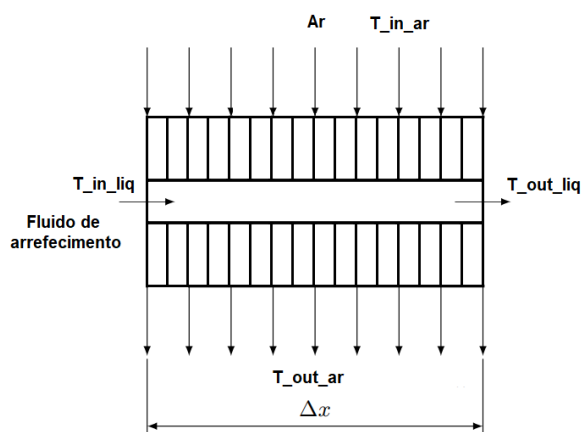 Ar
T_in_ar
T_in_liq
T_out_liq
Fluido de
arrefecimento
T_out_ar
Δx